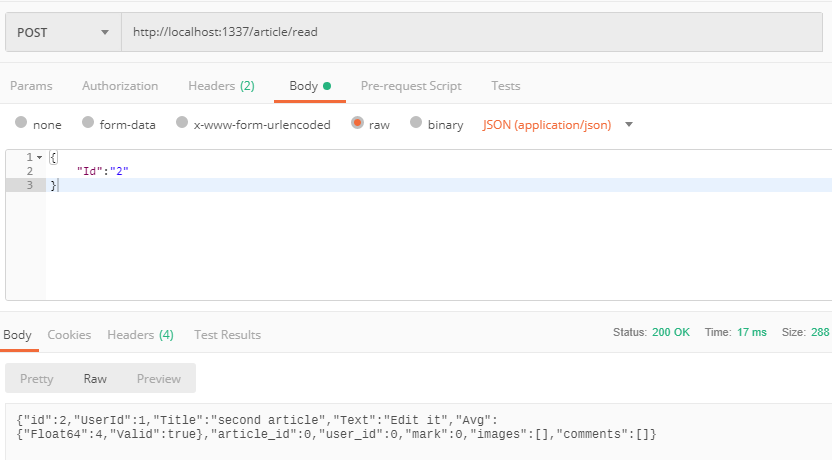 POST http://localhost:1337/article/read
Params Authorization Headers (2) Body Pre-request Script Tests
none form-data x-www-form-urlencoded raw binary JSON (application/json)
1 {
2 "Id":"2"
3 }
Body Cookies Headers (4) Test Results Status: 200 OK Time: 17 ms Size: 288
Pretty Raw Preview
{"id":2,"UserId":1,"Title":"second article","Text":"Edit it","Avg":
{"Float64":4,"Valid":true},"article_id":0,"user_id":0,"mark":0,"images":[],"comments":[]}